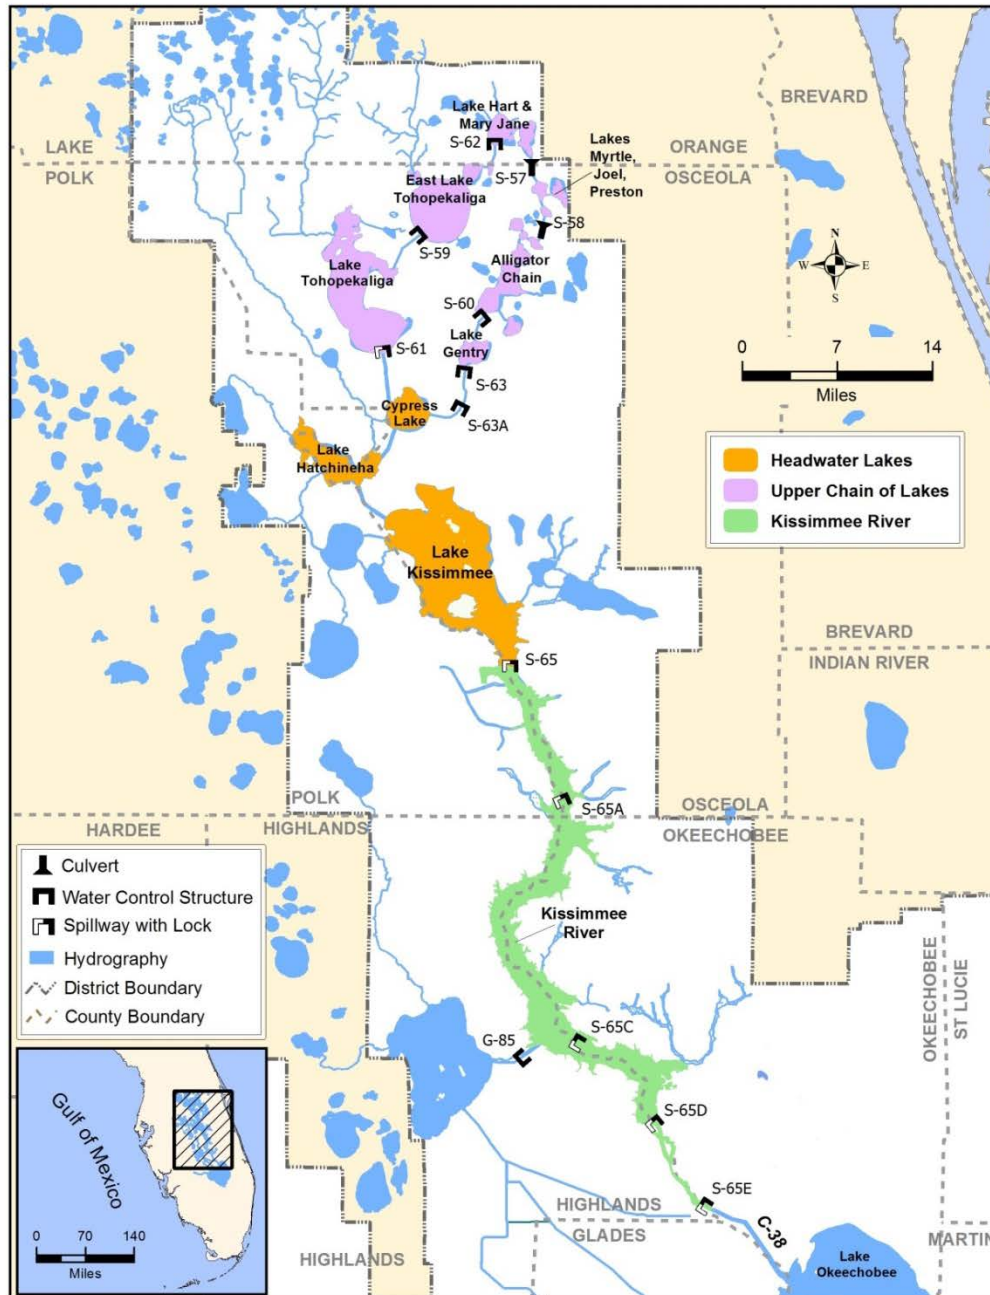 BREVARD
Lake Hart &
Mary Jane
S-62
Lakes
Myrtle,
Joel,
Preston
LAKE
POLK
ORANGE
OSCEOLA
S-57
East Lake
Tohopekaliga
S-58
S-59
Alligator
Chain
Lake
Tohopekaliga
N
W
E
S
S-60
Lake
Gentry
S-61
S-63
0 7 14
Miles
Cypress
Lake
S-63A
Lake
Hatchineha
Headwater Lakes
Upper Chain of Lakes
Kissimmee River
Lake
Kissimmee
BREVARD
INDIAN RIVER
S-65
POLK
HIGHLANDS
HARDEE
S-65A
OSCEOLA
OKEECHOBEE
Culvert
Water Control Structure
Spillway with Lock
Hydrography
District Boundary
County Boundary
Kissimmee
River
OKEECHOBEE
ST LUCIE
S-65C
G-85
S-65D
S-65E
HIGHLANDS
GLADES
C-38
MARTIN
Lake
Okeechobee
HIGHLANDS
Gulf of Mexico
0 70 140
Miles